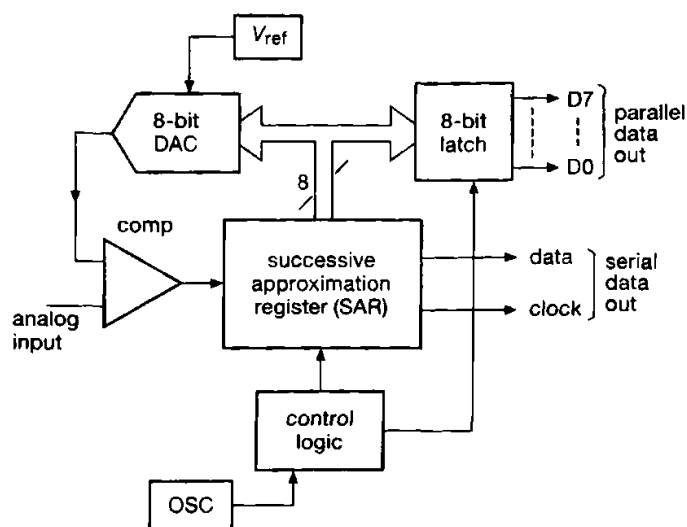 Vref
8-bit
DAC
8-bit
latch
D7
D0
parallel
data
out
8
comp
successive
approximation
register (SAR)
data
clock
serial
data
out
analog
input
control
logic
OSC